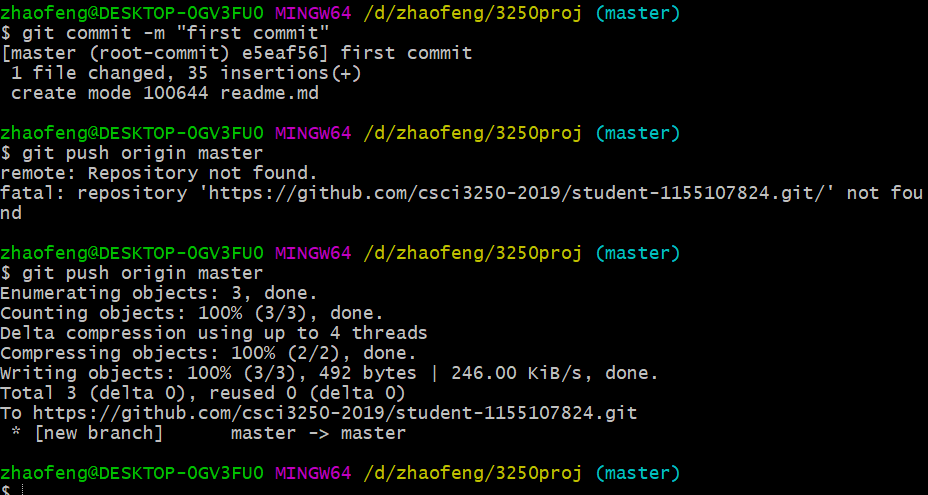 zhaofeng@DESKTOP-OGV3FUO MINGW64 /d/zhaofeng/3250proj (master)
$ git commit -m "first commit"
[master (root-commit) e5eaf56] first commit
 1 file changed, 35 insertions(+)
 create mode 100644 readme.md

zhaofeng@DESKTOP-OGV3FUO MINGW64 /d/zhaofeng/3250proj (master)
$ git push origin master
remote: Repository not found.
fatal: repository 'https://github.com/csci3250-2019/student-1155107824.git/' not fou
nd

zhaofeng@DESKTOP-OGV3FUO MINGW64 /d/zhaofeng/3250proj (master)
$ git push origin master
Enumerating objects: 3, done.
Counting objects: 100% (3/3), done.
Delta compression using up to 4 threads
Compressing objects: 100% (2/2), done.
Writing objects: 100% (3/3), 492 bytes | 246.00 KiB/s, done.
Total 3 (delta 0), reused 0 (delta 0)
To https://github.com/csci3250-2019/student-1155107824.git
 * [new branch]      master -> master

zhaofeng@DESKTOP-OGV3FUO MINGW64 /d/zhaofeng/3250proj (master)
$